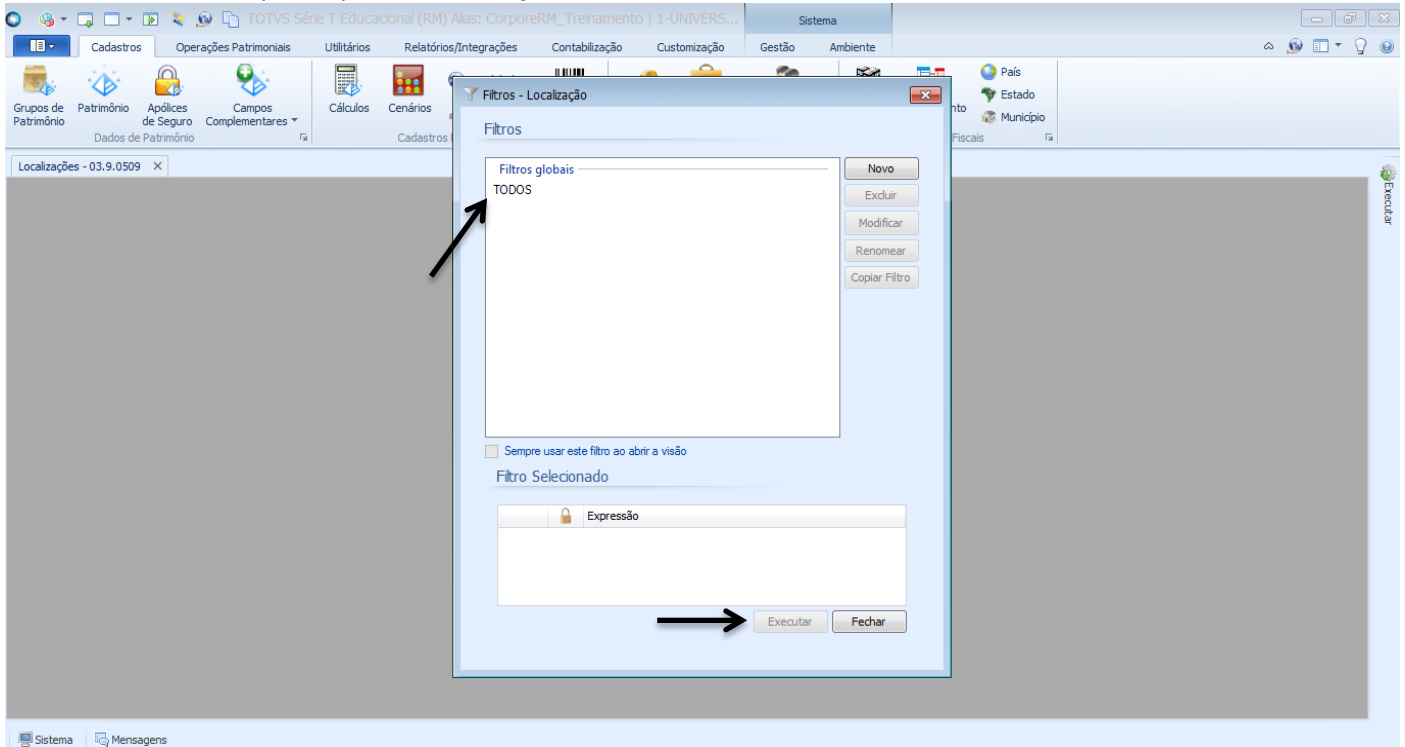 TOTVS Série T Educacional (RM) Alias: CorporeRM_Treinamento | 1-UNIVERS...
Sistema
Cadastros
Operações Patrimoniais
Utilitários
Relatórios/Integrações
Contabilização
Customização
Gestão
Ambiente
Grupos de
Patrimônio
Patrimônio
Apólices
de Seguro
Campos
Complementares
Cálculos
Cenários
País
Estado
Município
Dados de Patrimônio
Cadastros
Fiscais
Localizações - 03.9.0509
Executar
Filtros - Localização
Filtros
Filtros globais
TODOS
Novo
Excluir
Modificar
Renomear
Copiar Filtro
Sempre usar este filtro ao abrir a visão
Filtro Selecionado
Expressão
Executar
Fechar
Sistema
Mensagens